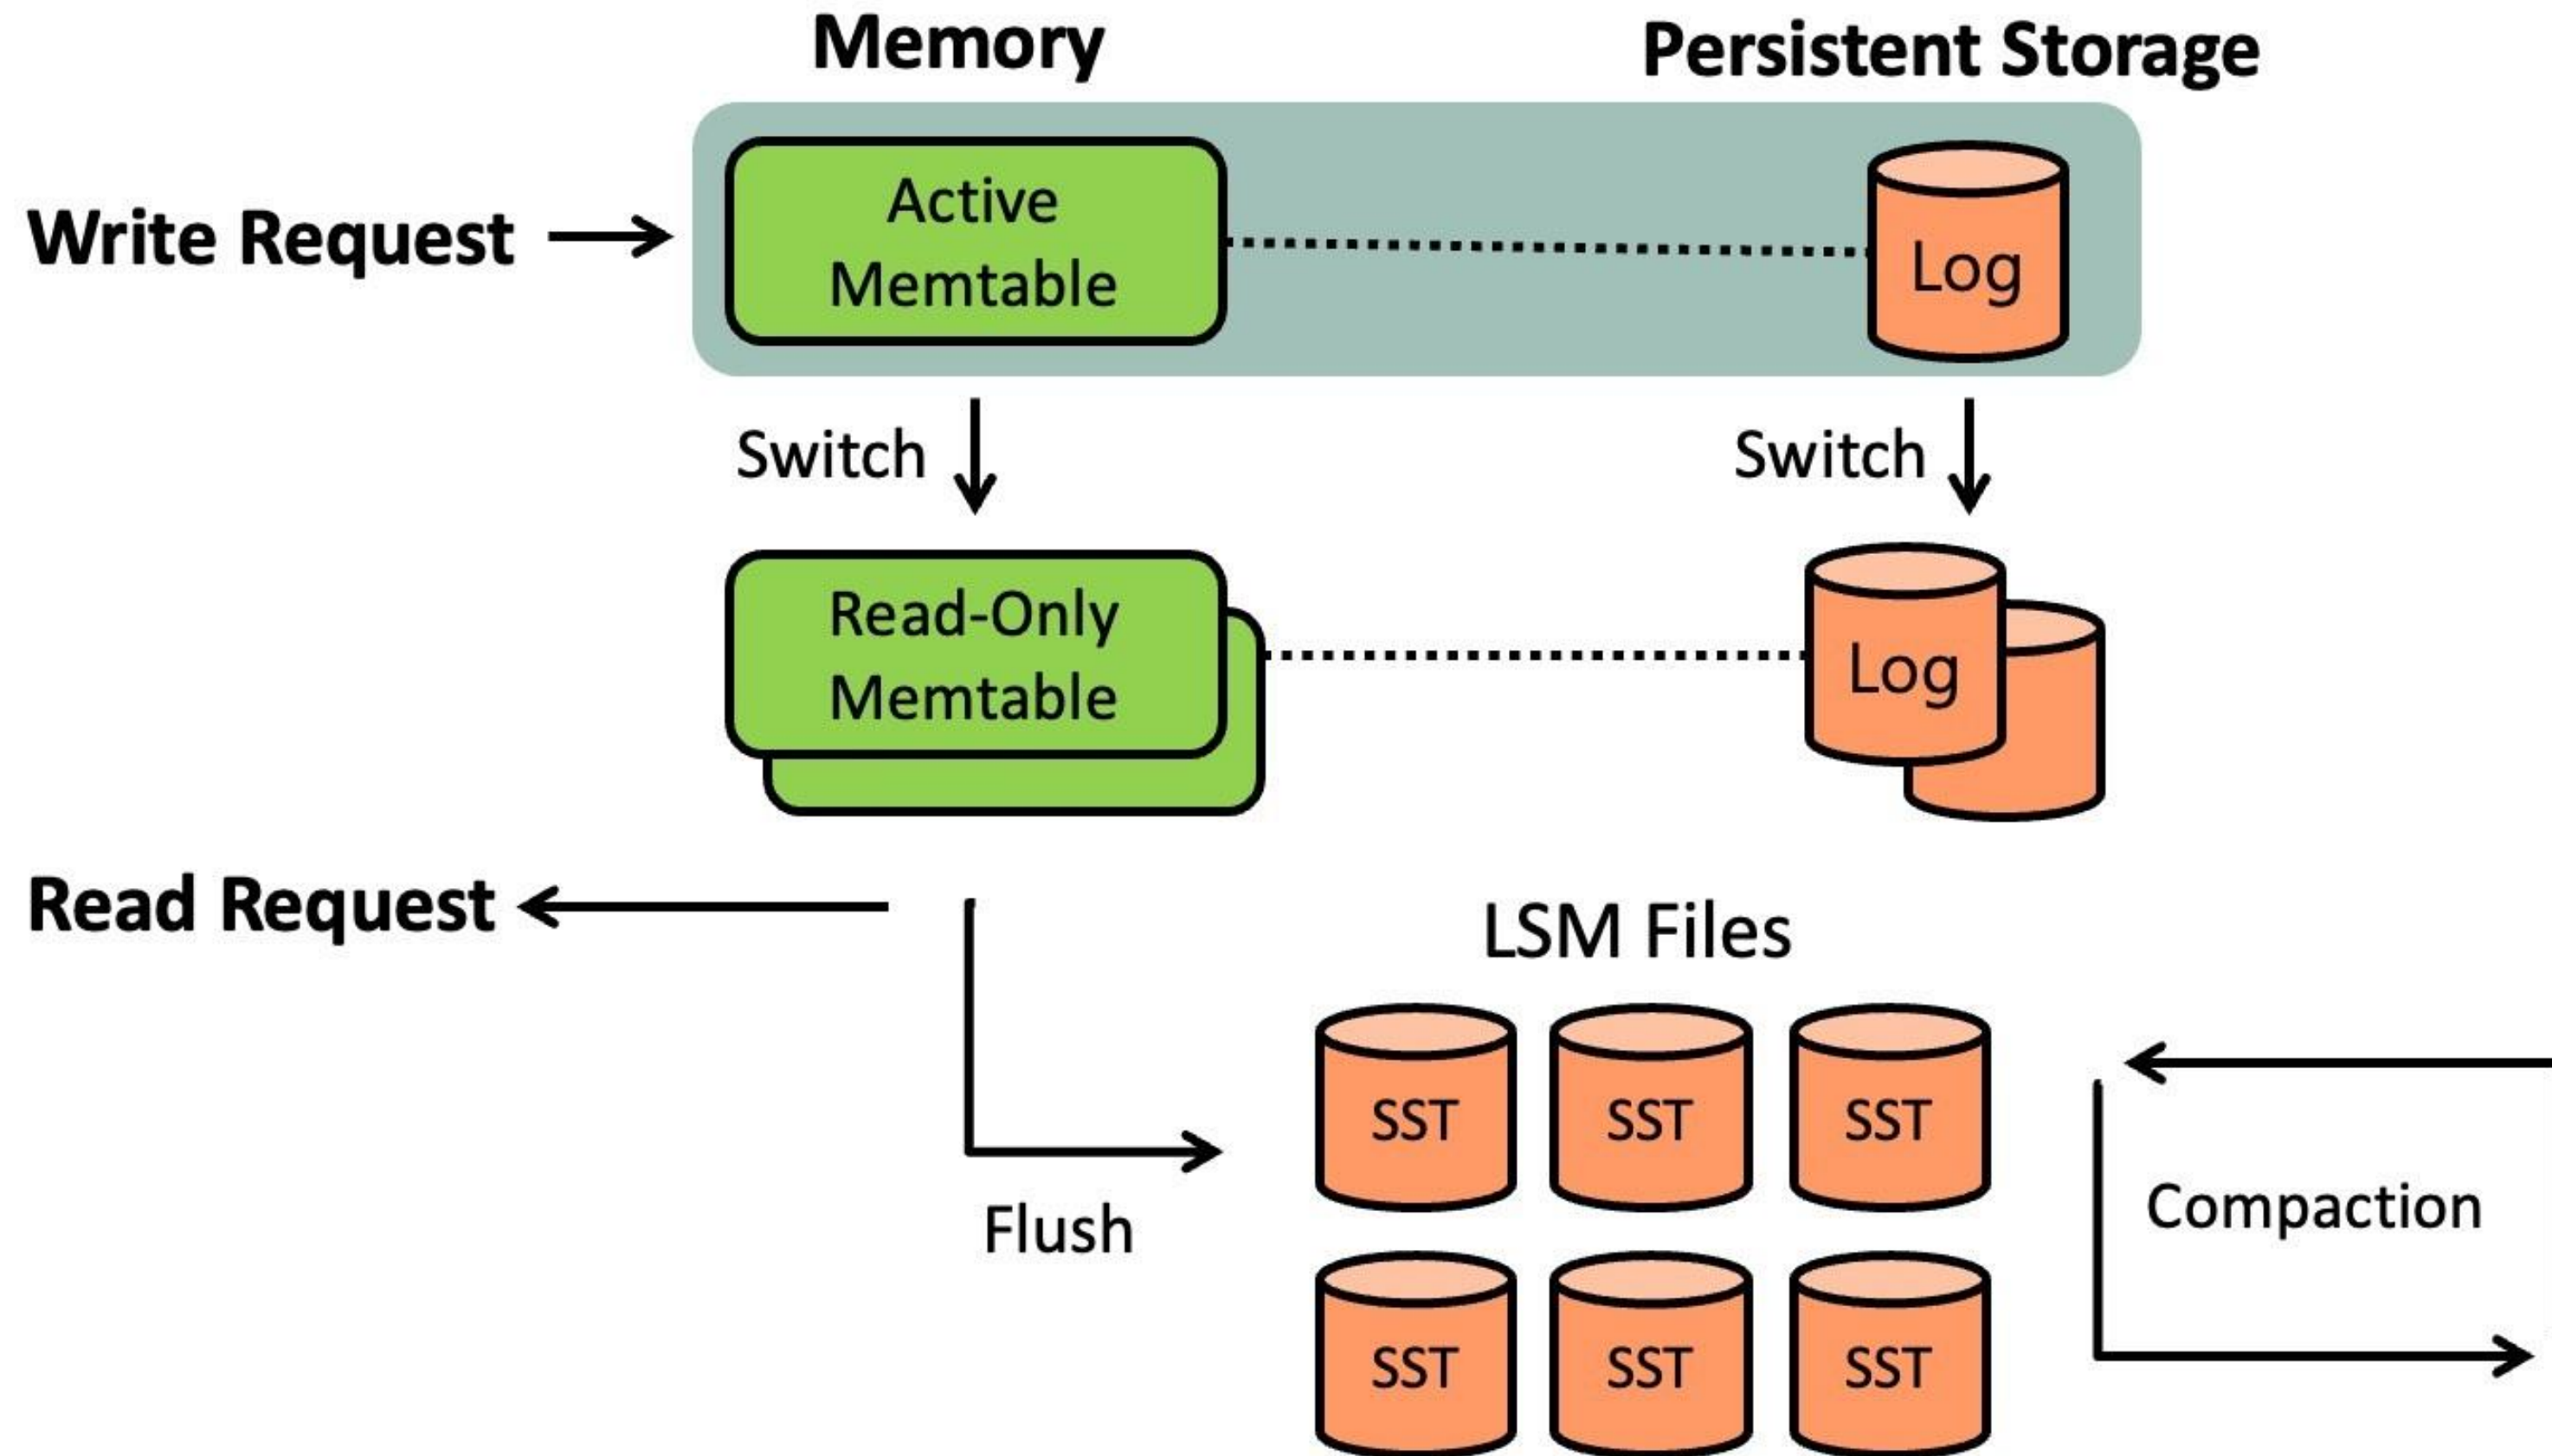 Memory
Persistent Storage
Write Request
Active
Memtable
Log
Switch
Switch
Read-Only
Memtable
Log
Read Request
LSM Files
Flush
SST
SST
SST
Compaction
SST
SST
SST